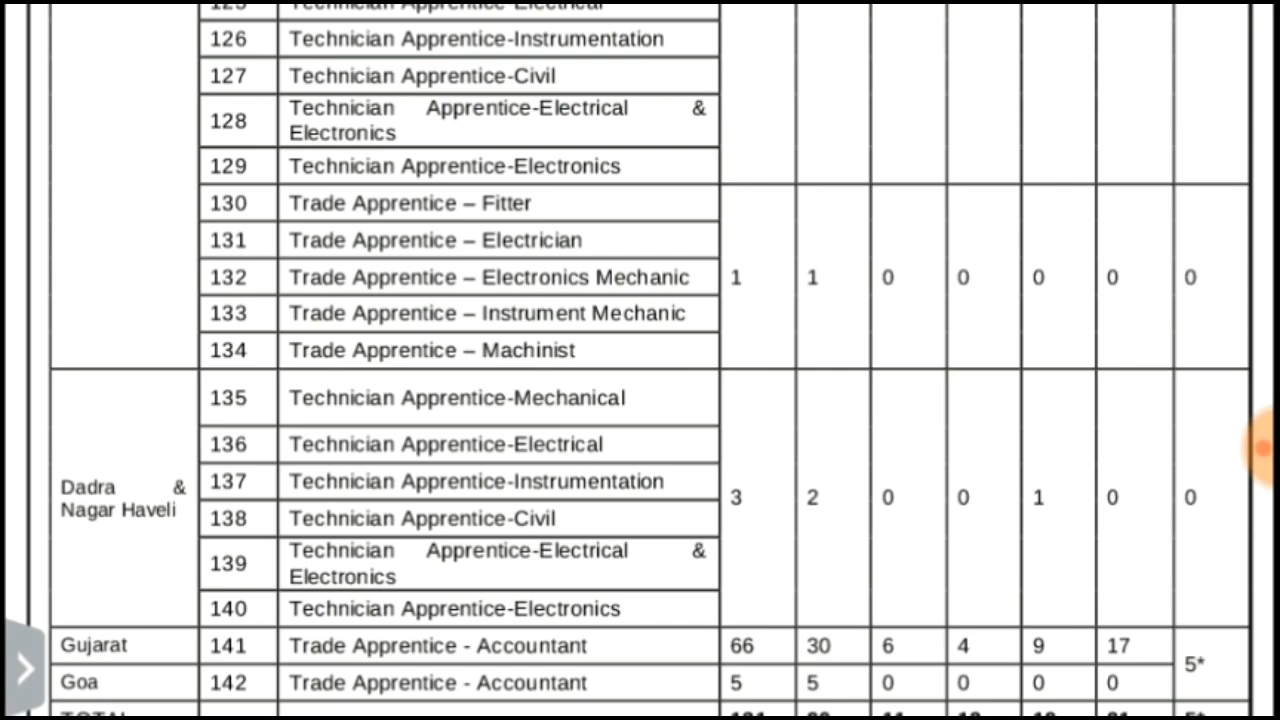 126 Technician Apprentice-Instrumentation
127 Technician Apprentice-Civil
128 Technician Apprentice-Electrical &
Electronics
129 Technician Apprentice-Electronics
130 Trade Apprentice – Fitter
131 Trade Apprentice – Electrician
132 Trade Apprentice – Electronics Mechanic 1 1 0 0 0 0 0
133 Trade Apprentice – Instrument Mechanic
134 Trade Apprentice – Machinist
135 Technician Apprentice-Mechanical
136 Technician Apprentice-Electrical
137 Technician Apprentice-Instrumentation
Dadra &
Nagar Haveli
3 2 0 0 1 0 0
138 Technician Apprentice-Civil
139 Technician Apprentice-Electrical &
Electronics
140 Technician Apprentice-Electronics
Gujarat 141 Trade Apprentice - Accountant 66 30 6 4 9 17
5*
Goa 142 Trade Apprentice - Accountant 5 5 0 0 0 0